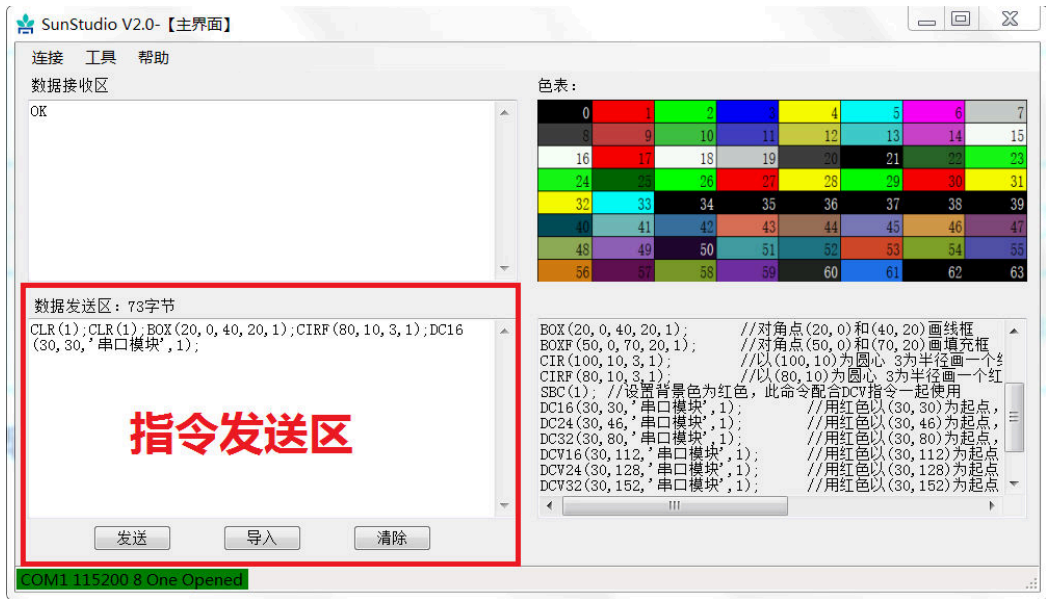 SunStudio V2.0-【主界面】
连接 工具 帮助
数据接收区
OK
色表:
0 1 2 3 4 5 6 7
8 9 10 11 12 13 14 15
16 17 18 19 20 21 22 23
24 25 26 27 28 29 30 31
32 33 34 35 36 37 38 39
40 41 42 43 44 45 46 47
48 49 50 51 52 53 54 55
56 57 58 59 60 61 62 63
数据发送区: 73字节
CLR(1);CLR(1);BOX(20,0,40,20,1);CIRF(80,10,3,1);DC16
(30,30,'串口模块',1);
指令发送区
发送 导入 清除
BOX(20,0,40,20,1); //对角点(20,0)和(40,20)画线框
BOXF(50,0,70,20,1); //对角点(50,0)和(70,20)画填充框
CIR(100,10,3,1); //以(100,10)为圆心 3为半径画一个
CIRF(80,10,3,1); //以(80,10)为圆心 3为半径画一个红
SBC(1); //设置背景色为红色，此命令配合DCV指令一起使用
DC16(30,30,'串口模块',1); //用红色以(30,30)为起点，
DC24(30,46,'串口模块',1); //用红色以(30,46)为起点，
DC32(30,80,'串口模块',1); //用红色以(30,80)为起点，
DCV16(30,112,'串口模块',1); //用红色以(30,112)为起点
DCV24(30,128,'串口模块',1); //用红色以(30,128)为起点
DCV32(30,152,'串口模块',1); //用红色以(30,152)为起点
COM1 115200 8 One Opened